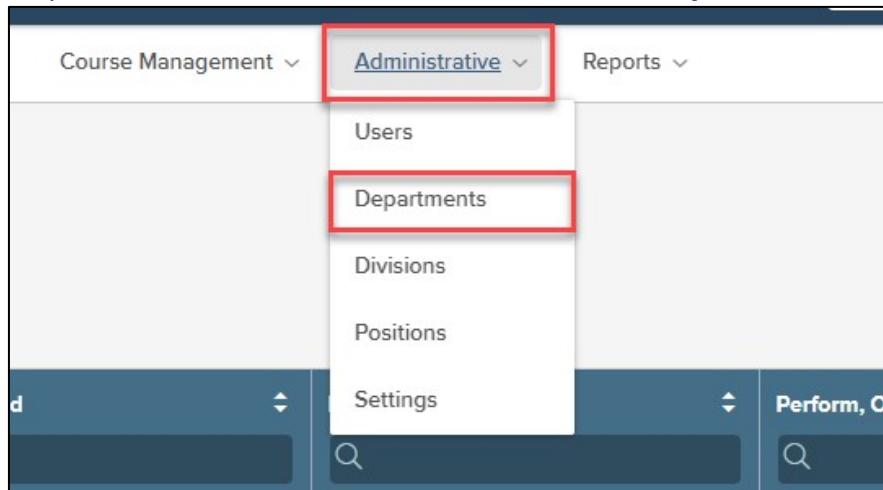 Course Management Administrative Reports
Users
Departments
Divisions
Positions
Settings
Perform,